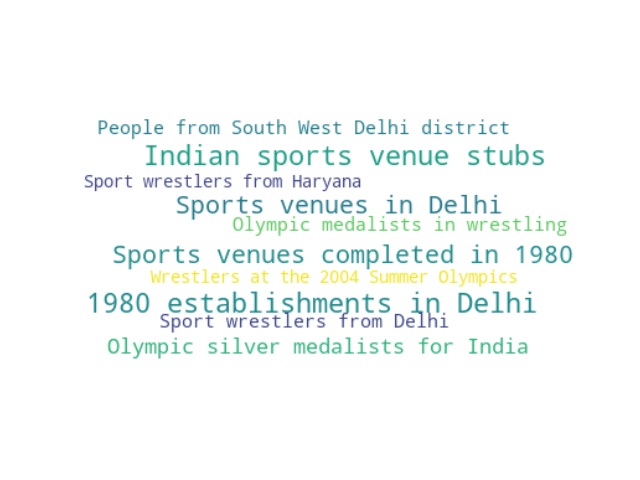 People from South West Delhi district
Indian sports venue stubs
Sport wrestlers from Haryana
Sports venues in Delhi
Olympic medalists in wrestling
Sports venues completed in 1980
Wrestlers at the 2004 Summer Olympics
1980 establishments in Delhi
Sport wrestlers from Delhi
Olympic silver medalists for India